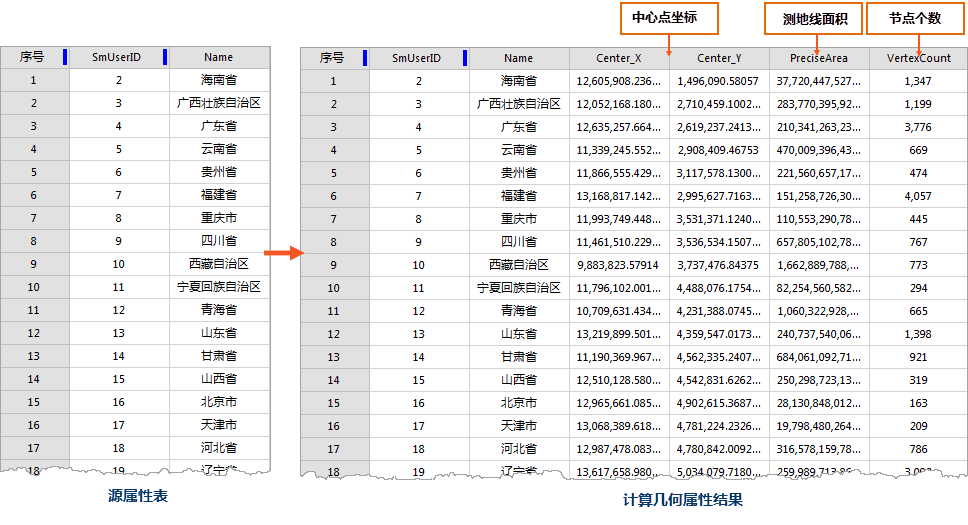 中心点坐标 测地线面积 节点个数
序号 SmUserID Name
1 2 海南省
2 3 广西壮族自治区
3 4 广东省
4 5 云南省
5 6 贵州省
6 7 福建省
7 8 重庆市
8 9 四川省
9 10 西藏自治区
10 11 宁夏回族自治区
11 12 青海省
12 13 山东省
13 14 甘肃省
14 15 山西省
15 16 北京市
16 17 天津市
17 18 河北省
18 19 辽宁省
源属性表
序号 SmUserID Name Center_X Center_Y PreciseArea VertexCount
1 2 海南省 12,605,908.236... 1,496,090.58057 37,720,447,527... 1,347
2 3 广西壮族自治区 12,052,168.180... 2,710,459.1002... 283,770,395,92... 1,199
3 4 广东省 12,635,257.664... 2,619,237.2413... 210,341,263,23... 3,776
4 5 云南省 11,339,245.552... 2,908,409.46753 470,009,396,43... 669
5 6 贵州省 11,866,555.429... 3,117,578.1300... 221,560,657,17... 474
6 7 福建省 13,168,817.142... 2,995,627.7163... 151,258,726,30... 4,057
7 8 重庆市 11,993,749.448... 3,531,371.1240... 110,553,290,78... 445
8 9 四川省 11,461,510.229... 3,536,534.1507... 657,805,102,78... 767
9 10 西藏自治区 9,883,823.57914 3,737,476.84375 1,662,889,788,... 773
10 11 宁夏回族自治区 11,796,102.001... 4,488,076.1754... 82,254,560,582... 294
11 12 青海省 10,709,631.434... 4,231,388.0745... 1,060,322,928,... 665
12 13 山东省 13,219,899.501... 4,359,547.0173... 240,737,540,06... 1,398
13 14 甘肃省 11,190,369.967... 4,562,335.2407... 684,061,092,71... 921
14 15 山西省 12,510,128.580... 4,542,831.6262... 250,298,723,13... 319
15 16 北京市 12,965,661.085... 4,902,615.3687... 28,130,848,012... 163
16 17 天津市 13,068,389.618... 4,781,224.2326... 19,798,480,264... 209
17 18 河北省 12,987,478.083... 4,780,842.0092... 316,578,159,78... 786
18 19 辽宁省 13,617,658.980... 5,034,079.7180...
计算几何属性结果